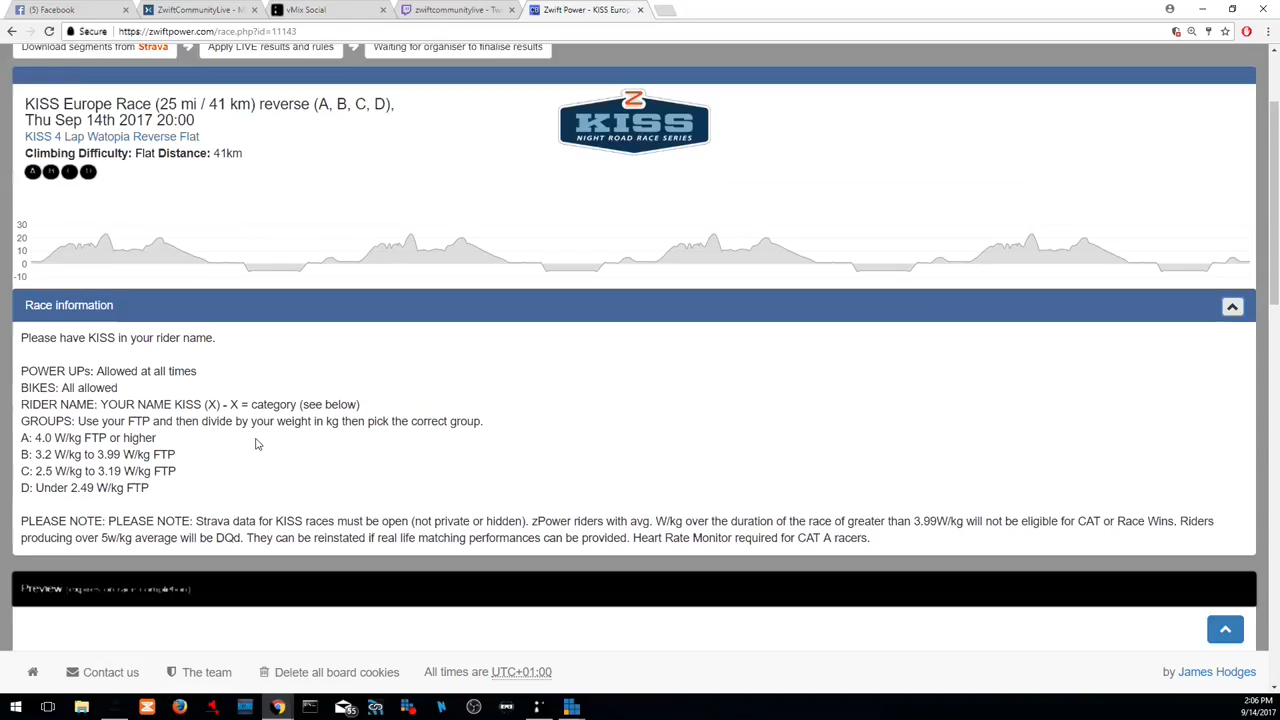 (5) Facebook
ZwiftCommunityLive - M
vMix Social
zwiftcommunitylive - Tw
Zwift Power - KISS Europ
Secure
https://zwiftpower.com/race.php?id=11143
Download segments from Strava
Apply LIVE results and rules
Waiting for organiser to finalise results
KISS Europe Race (25 mi / 41 km) reverse (A, B, C, D),
Thu Sep 14th 2017 20:00
KISS 4 Lap Watopia Reverse Flat
Climbing Difficulty: Flat Distance: 41km
A B C D
Z
KISS
NIGHT ROAD RACE SERIES
30
20
10
0
-10
Race information
Please have KISS in your rider name.
POWER UPs: Allowed at all times
BIKES: All allowed
RIDER NAME: YOUR NAME KISS (X) - X = category (see below)
GROUPS: Use your FTP and then divide by your weight in kg then pick the correct group.
A: 4.0 W/kg FTP or higher
B: 3.2 W/kg to 3.99 W/kg FTP
C: 2.5 W/kg to 3.19 W/kg FTP
D: Under 2.49 W/kg FTP
PLEASE NOTE: PLEASE NOTE: Strava data for KISS races must be open (not private or hidden). zPower riders with avg. W/kg over the duration of the race of greater than 3.99W/kg will not be eligible for CAT or Race Wins. Riders
producing over 5w/kg average will be DQd. They can be reinstated if real life matching performances can be provided. Heart Rate Monitor required for CAT A racers.
Preview (expires on race completion)
Contact us
The team
Delete all board cookies
All times are UTC+01:00
by James Hodges
2:06 PM
9/14/2017